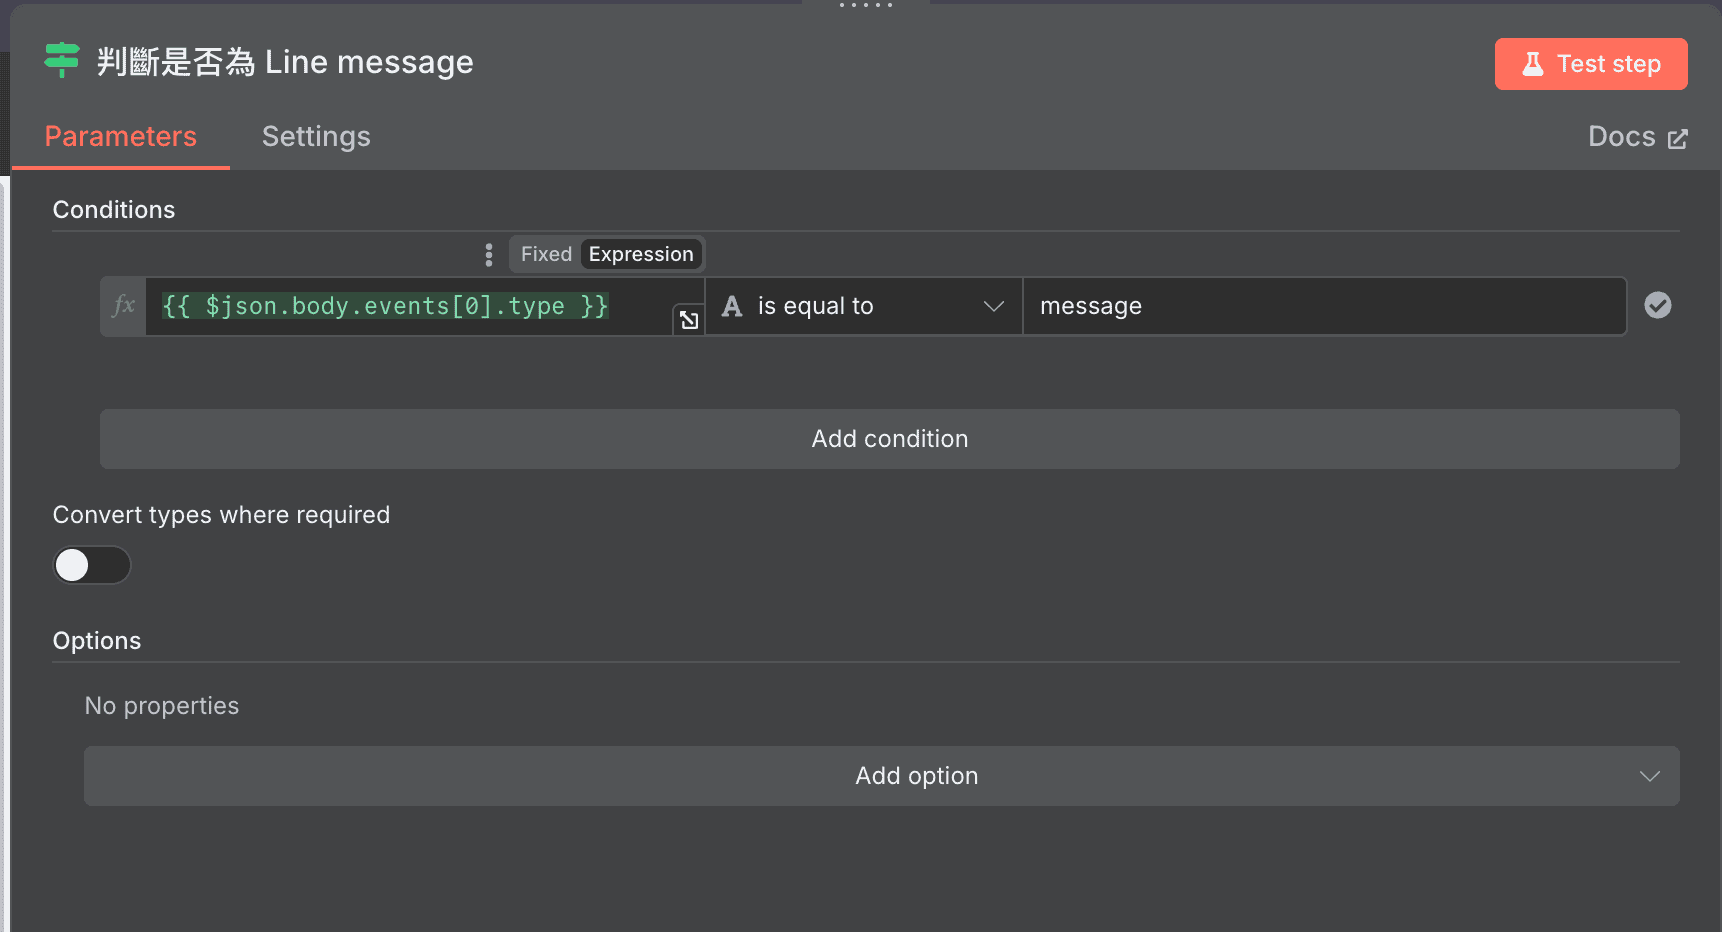 判斷是否為 Line message
Test step
Parameters
Settings
Docs
Conditions
Fixed
Expression
fx
{{ $json.body.events[0].type }}
A
is equal to
message
Add condition
Convert types where required
Options
No properties
Add option